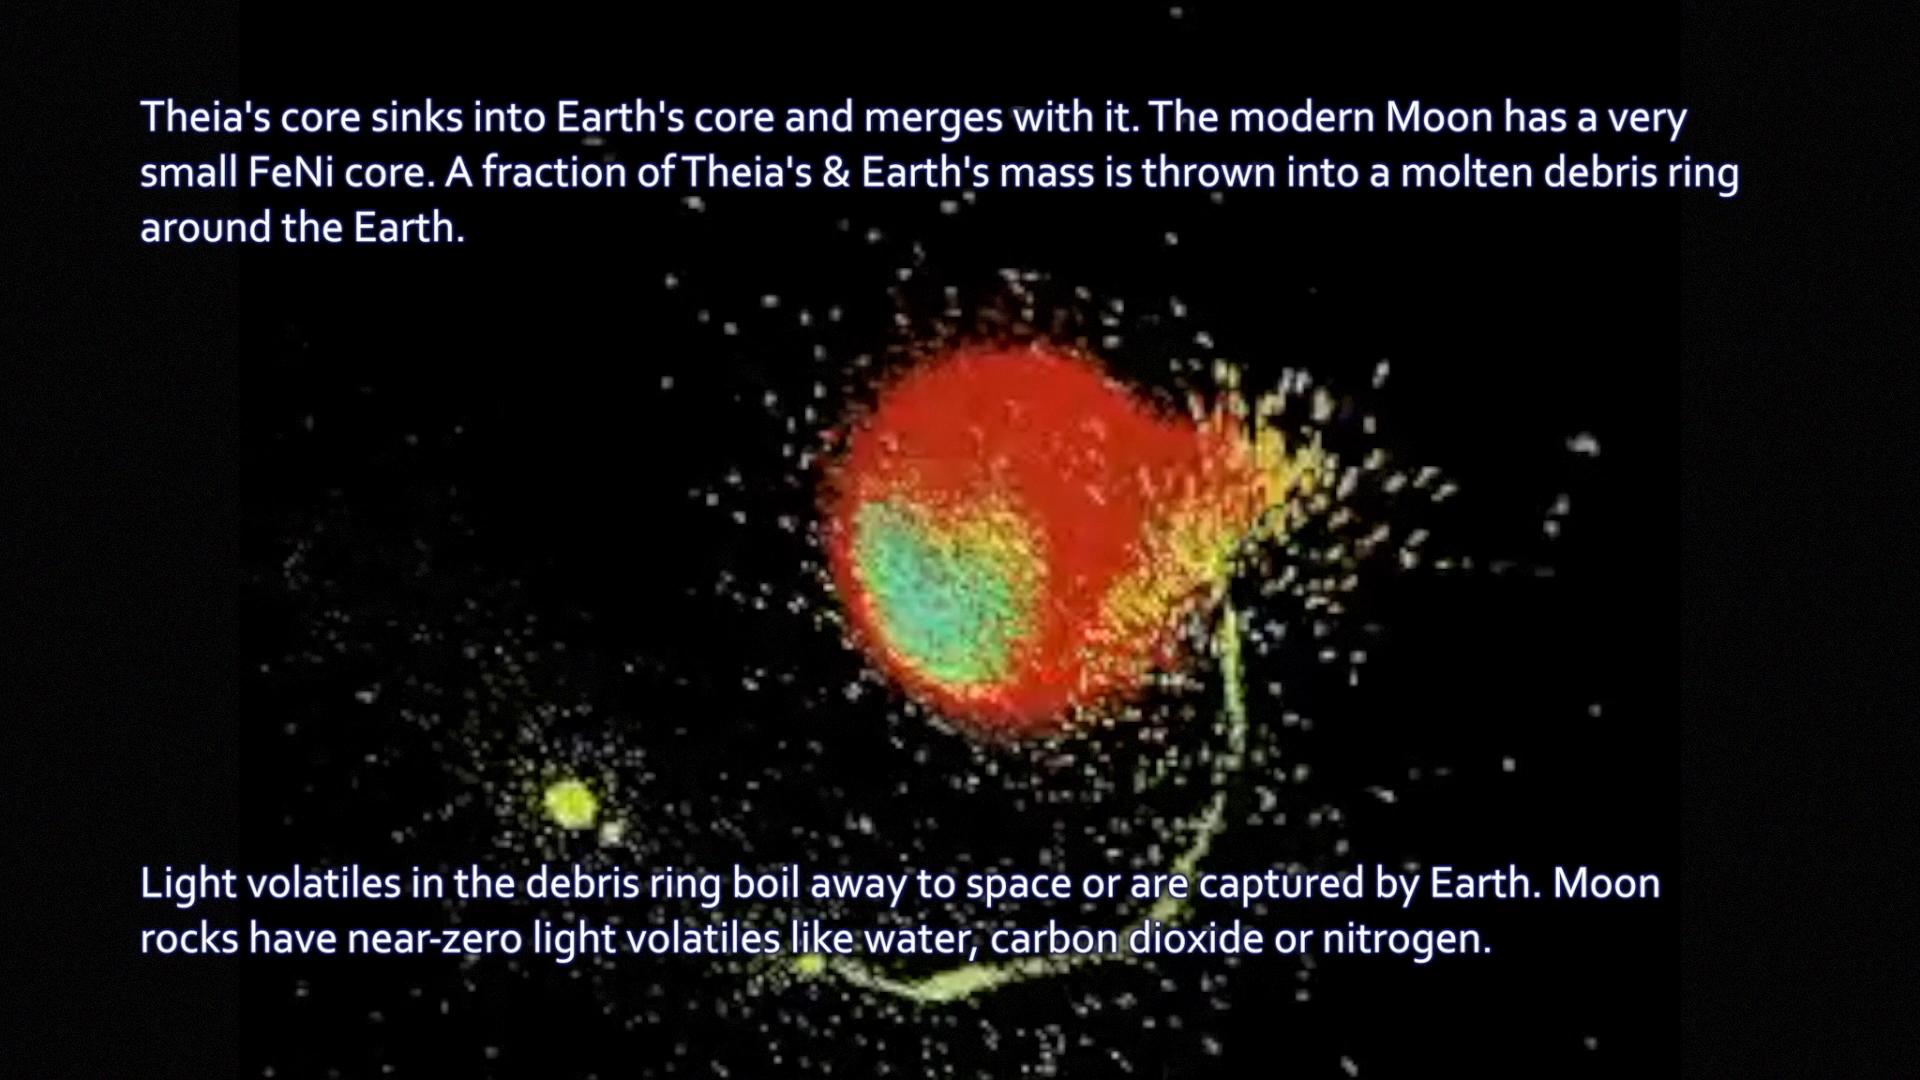 Theia's core sinks into Earth's core and merges with it. The modern Moon has a very
small FeNi core. A fraction of Theia's & Earth's mass is thrown into a molten debris ring
around the Earth.
Light volatiles in the debris ring boil away to space or are captured by Earth. Moon
rocks have near-zero light volatiles like water, carbon dioxide or nitrogen.